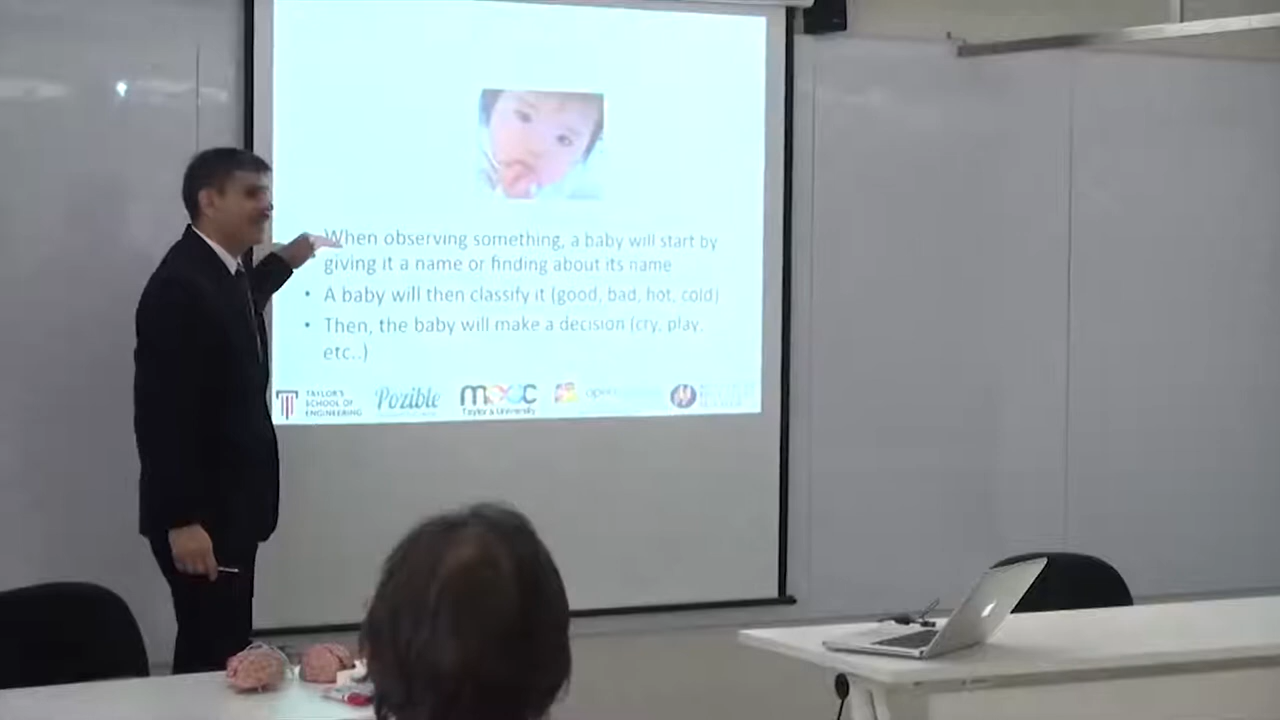 When observing something, a baby will start by
giving it a name or finding about its name
• A baby will then classify it (good, bad, hot, cold)
• Then, the baby will make a decision (cry, play,
etc..)
TAYLOR'S
SCHOOL OF
ENGINEERING
Pozible
mooc
Taylor's University